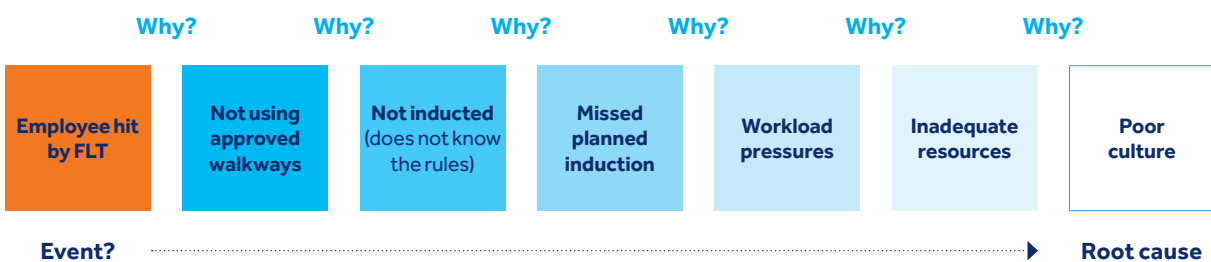 Why? Why? Why? Why? Why? Why?
Employee hit
by FLT
Not using
approved
walkways
Not inducted
(does not know
the rules)
Missed
planned
induction
Workload
pressures
Inadequate
resources
Poor
culture
Event? Root cause